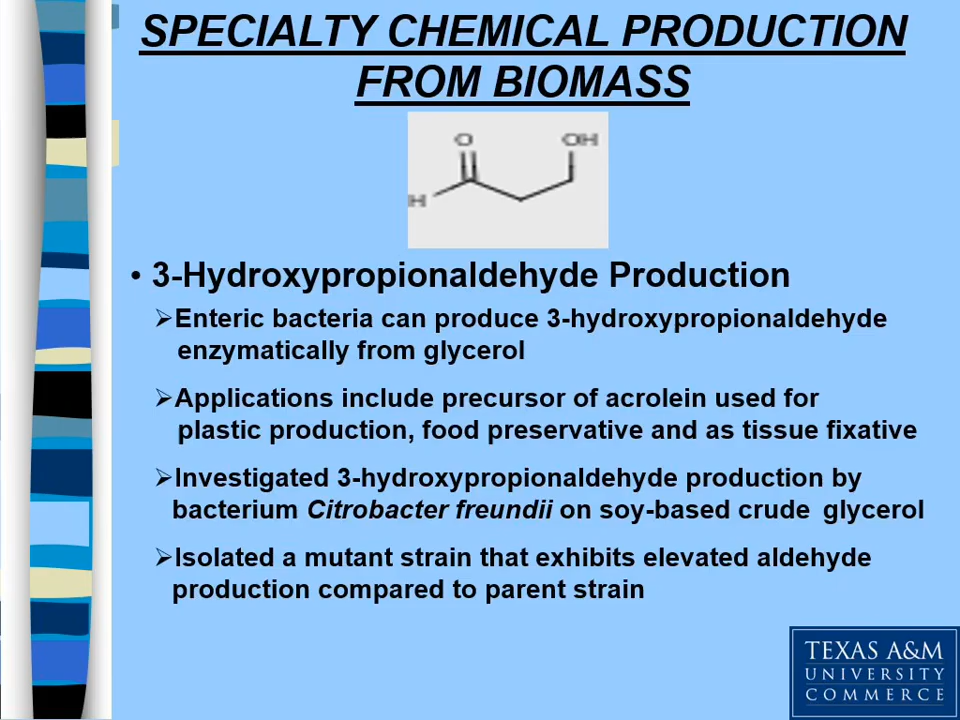 SPECIALTY CHEMICAL PRODUCTION
FROM BIOMASS
O
OH
H
• 3-Hydroxypropionaldehyde Production
➢Enteric bacteria can produce 3-hydroxypropionaldehyde
enzymatically from glycerol
➢Applications include precursor of acrolein used for
plastic production, food preservative and as tissue fixative
➢Investigated 3-hydroxypropionaldehyde production by
bacterium Citrobacter freundii on soy-based crude glycerol
➢Isolated a mutant strain that exhibits elevated aldehyde
production compared to parent strain
TEXAS A&M
UNIVERSITY
COMMERCE